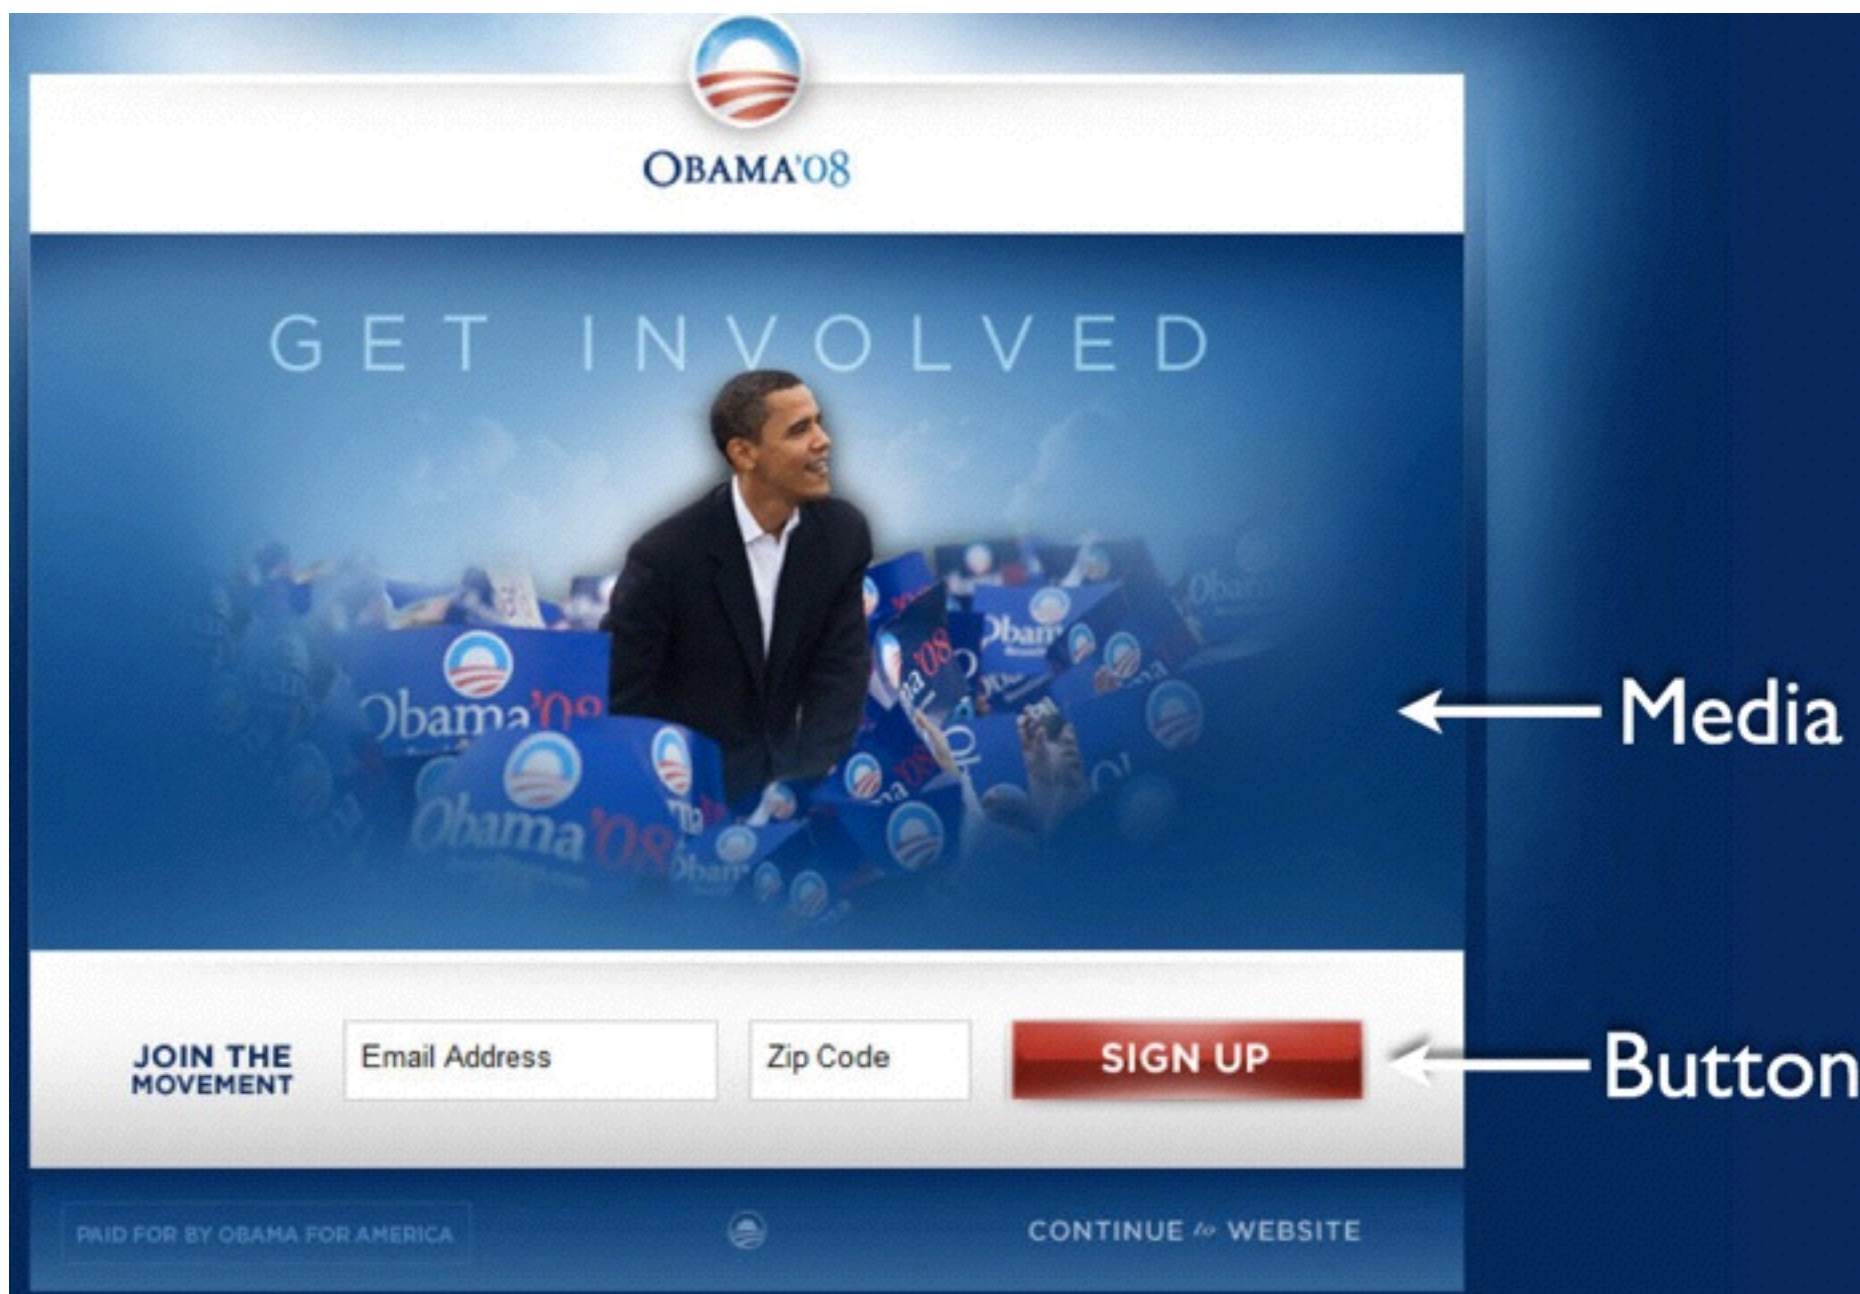 OBAMA'08
GET INVOLVED
Obama'08
Obama'08
Media
JOIN THE
MOVEMENT
Email Address
Zip Code
SIGN UP
Button
PAID FOR BY OBAMA FOR AMERICA
CONTINUE to WEBSITE